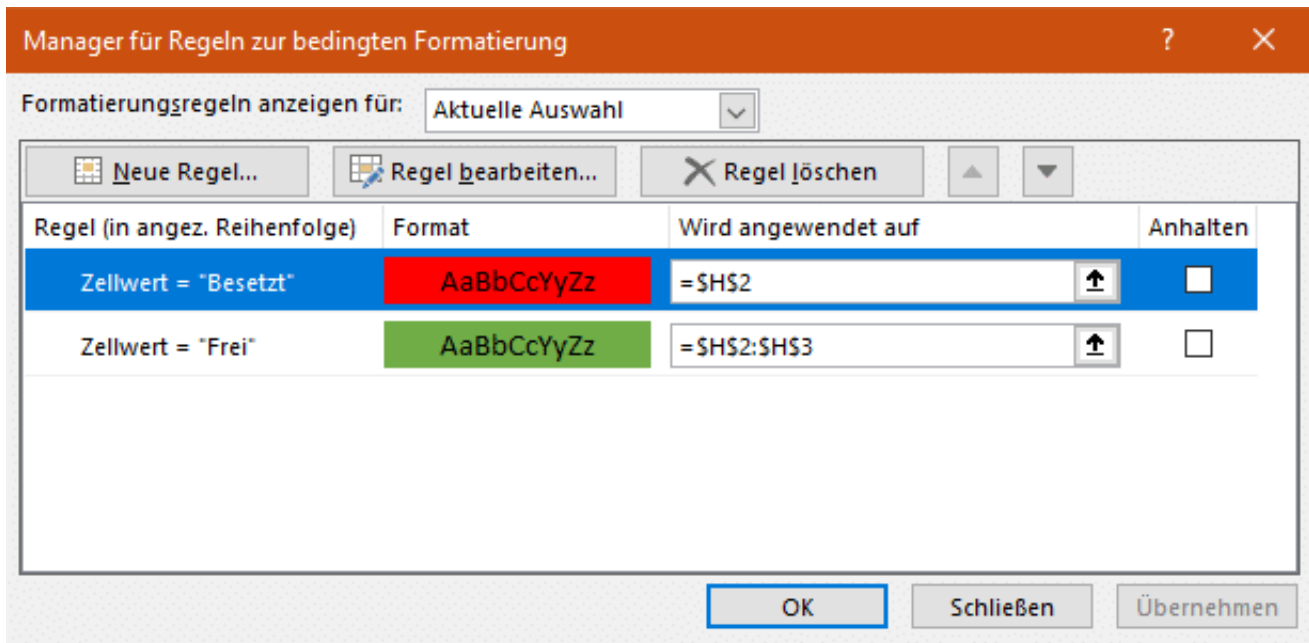 Manager für Regeln zur bedingten Formatierung ?
Formatierungsregeln anzeigen für: Aktuelle Auswahl
Neue Regel... Regel bearbeiten... Regel löschen
Regel (in angez. Reihenfolge) Format Wird angewendet auf Anhalten
Zellwert = "Besetzt" AaBbCcYyZz =$H$2
Zellwert = "Frei" AaBbCcYyZz =$H$2:$H$3
OK Schließen Übernehmen